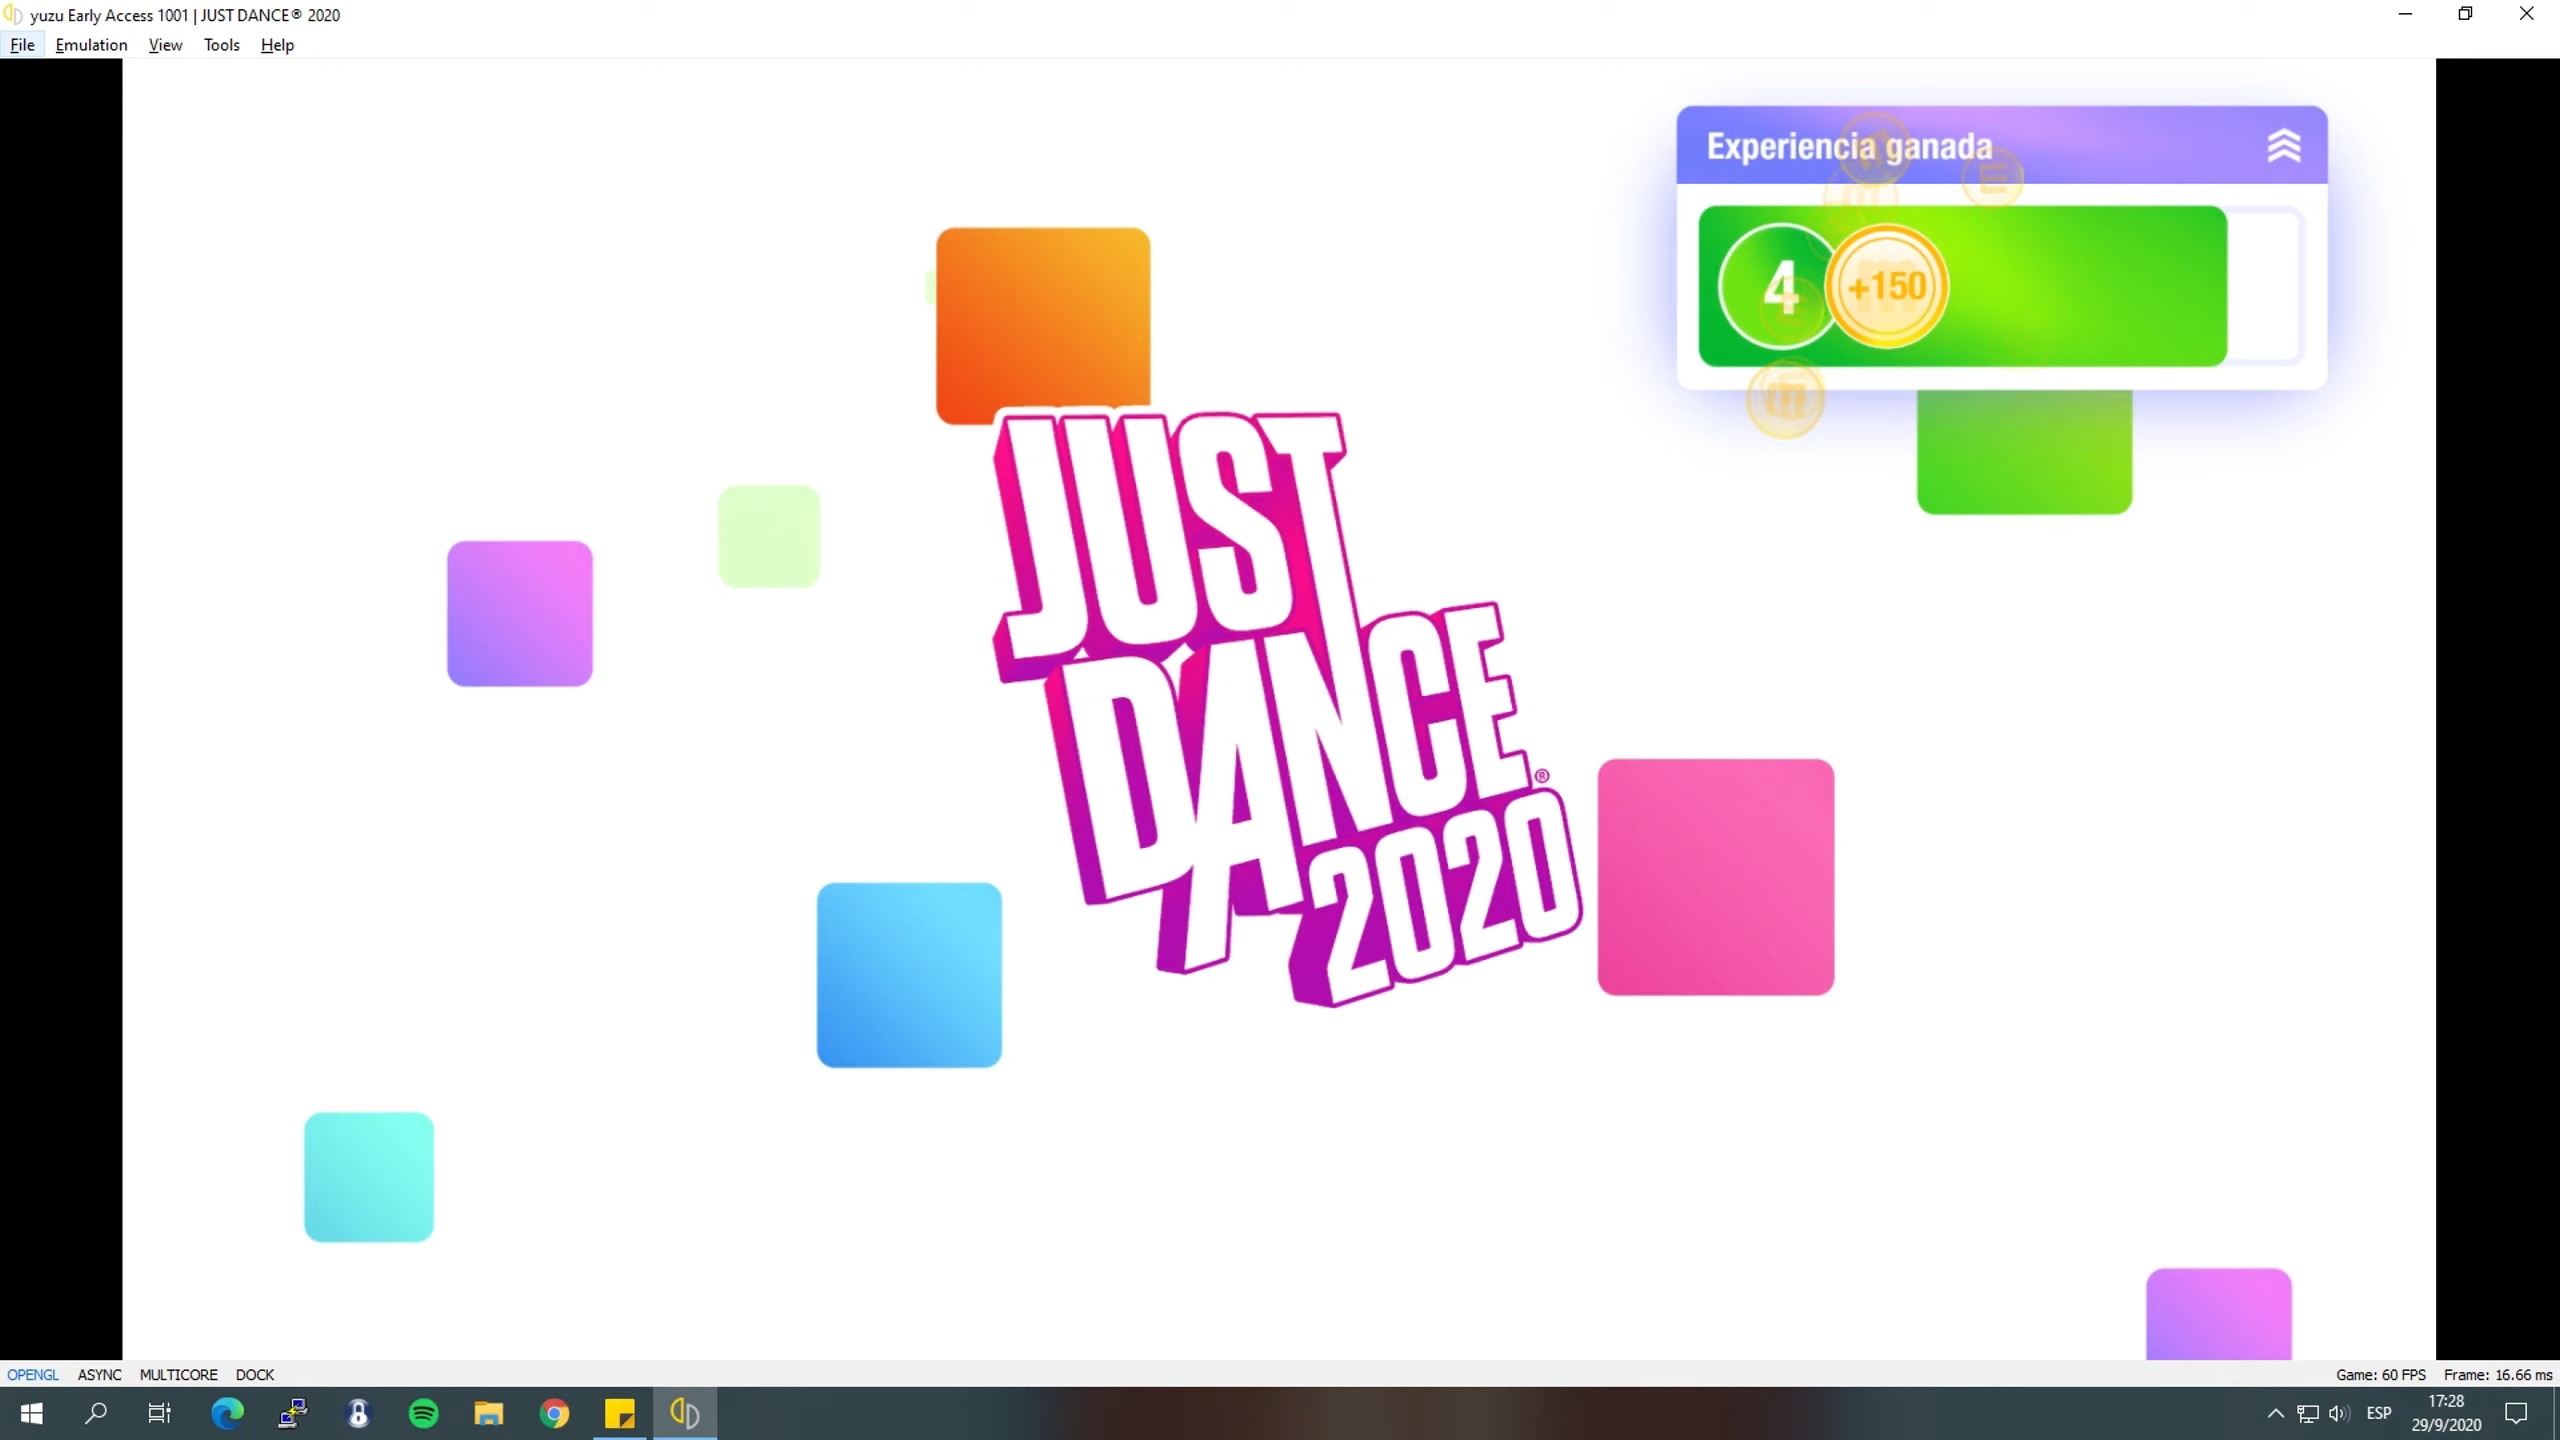 yuzu Early Access 1001 | JUST DANCE® 2020
File Emulation View Tools Help
Experiencia ganada
4 +150
JUST
DANCE®
2020
OPENGL ASYNC MULTICORE DOCK Game: 60 FPS Frame: 16.66 ms
ESP 17:28
29/9/2020